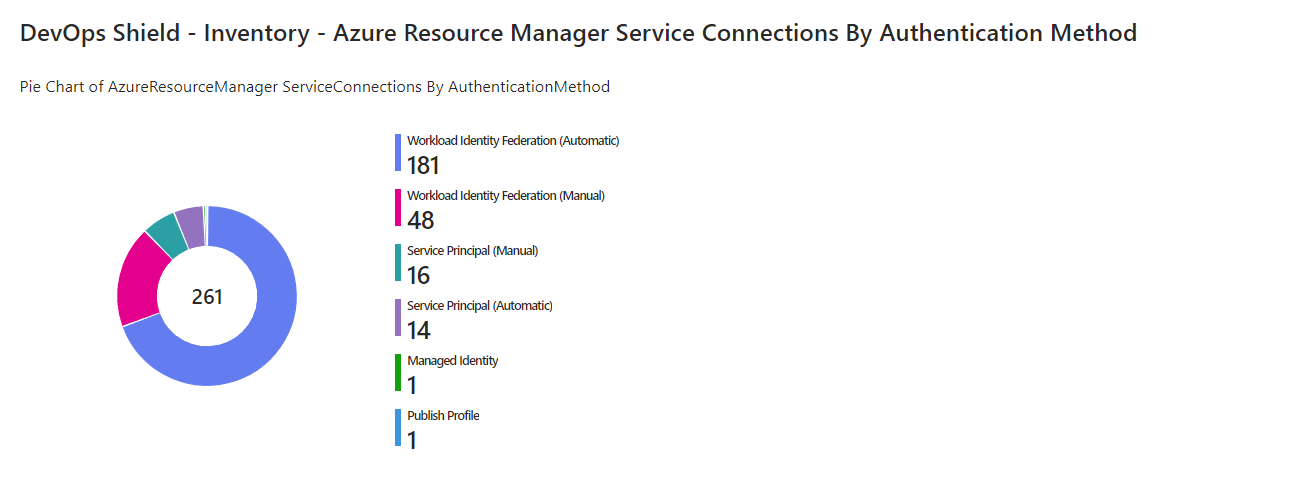 DevOps Shield - Inventory - Azure Resource Manager Service Connections By Authentication Method
Pie Chart of AzureResourceManager ServiceConnections By AuthenticationMethod
261
Workload Identity Federation (Automatic)
181
Workload Identity Federation (Manual)
48
Service Principal (Manual)
16
Service Principal (Automatic)
14
Managed Identity
1
Publish Profile
1